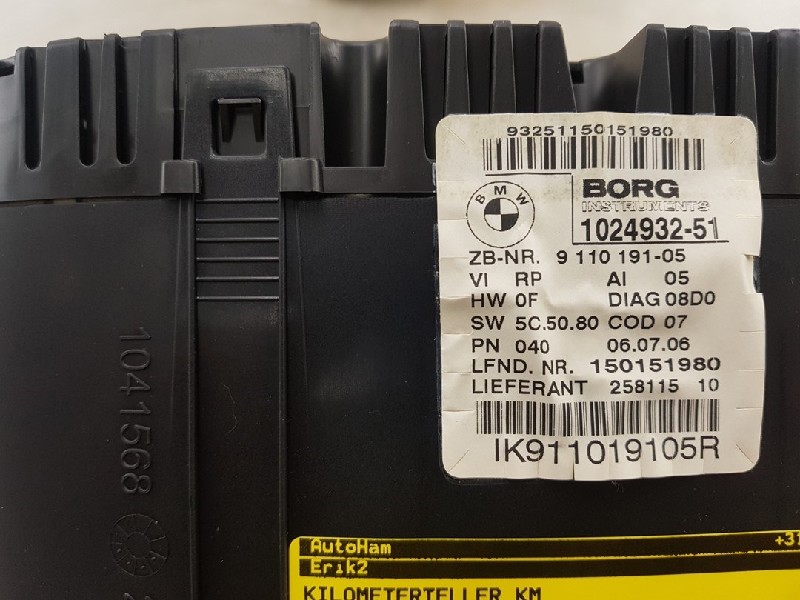 93251150151980
BMW
BORG
INSTRUMENTS
1024932-51
ZB-NR. 9 110 191-05
VI RP AI 05
HW 0F DIAG 08D0
SW 5C.50.80 COD 07
PN 040 06.07.06
LFND. NR. 150151980
LIEFERANT 258115 10
IK911019105R
1041568
AutoHam +31
Erik2
KILOMETERTELLER KM